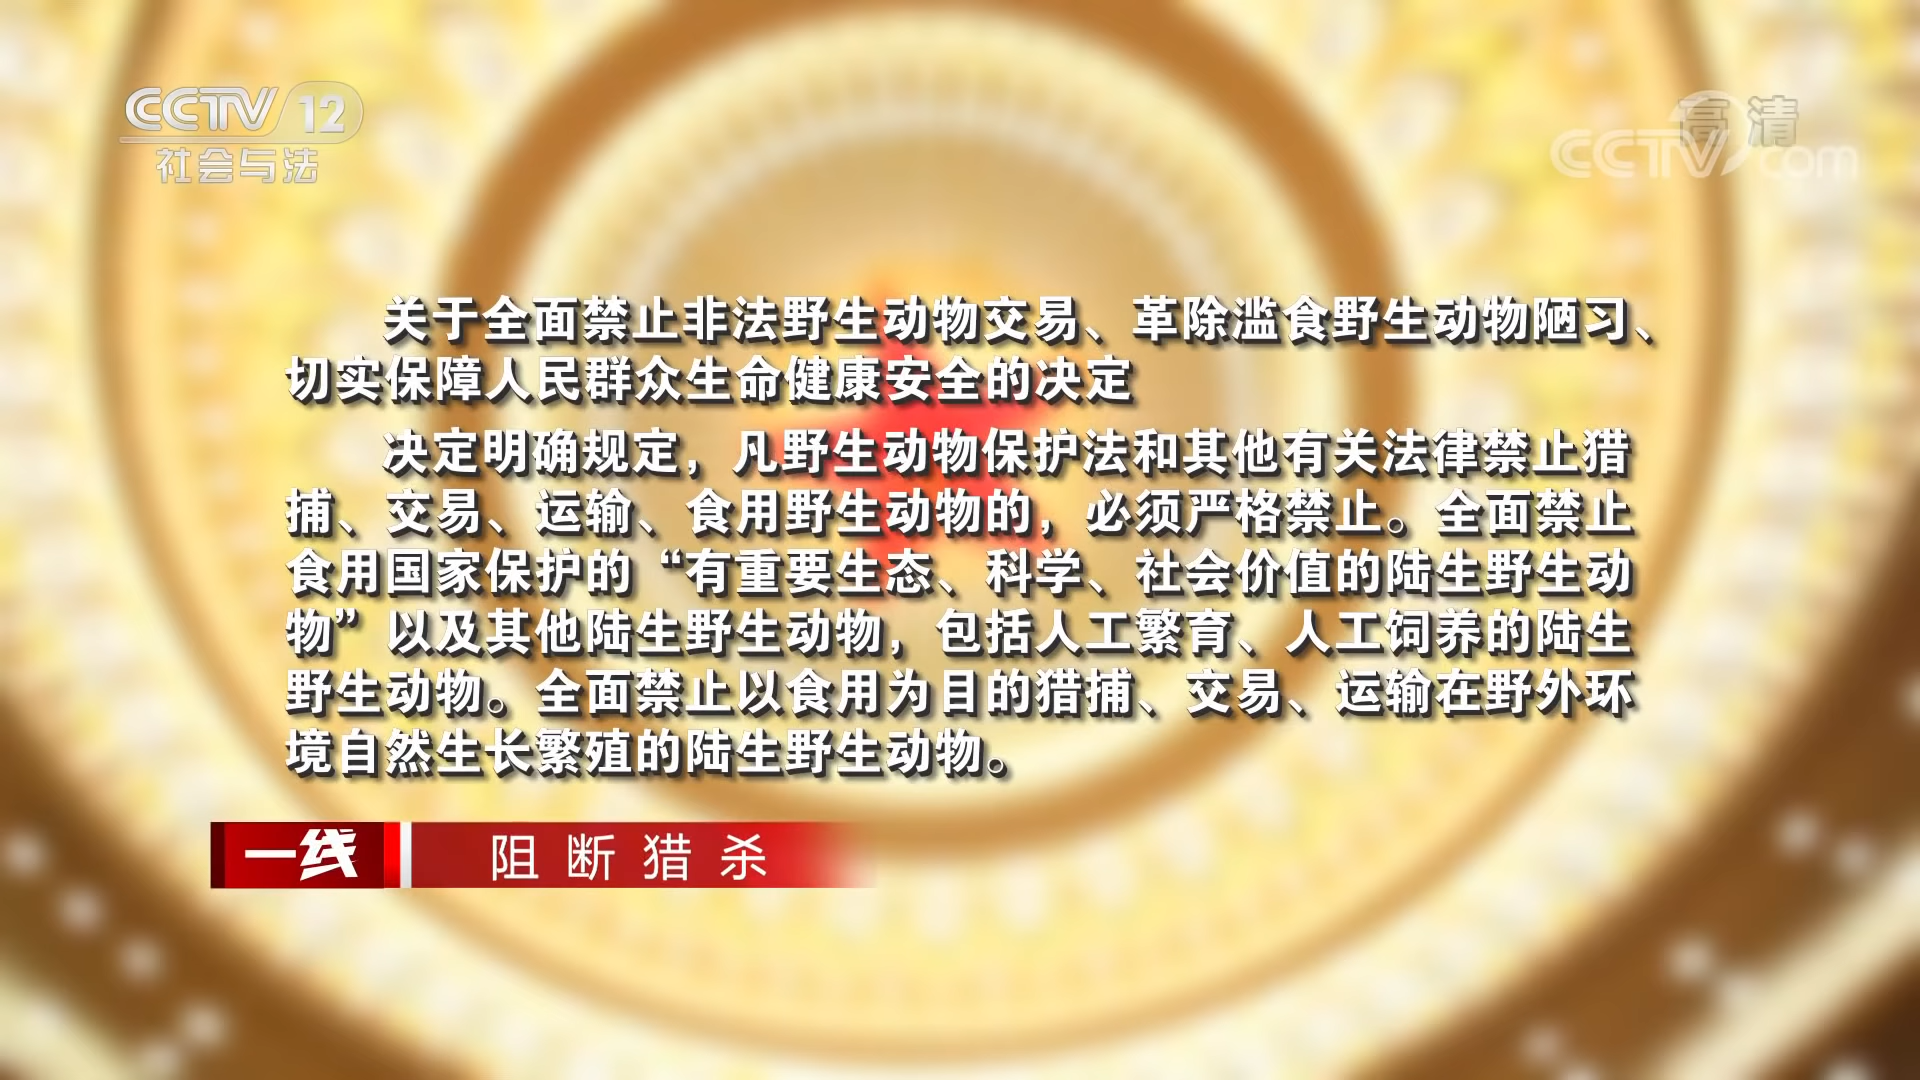 CCTV 12
社会与法
高清
CCTV.com
关于全面禁止非法野生动物交易、革除滥食野生动物陋习、
切实保障人民群众生命健康安全的决定
决定明确规定，凡野生动物保护法和其他有关法律禁止猎
捕、交易、运输、食用野生动物的，必须严格禁止。全面禁止
食用国家保护的“有重要生态、科学、社会价值的陆生野生动
物”以及其他陆生野生动物，包括人工繁育、人工饲养的陆生
野生动物。全面禁止以食用为目的猎捕、交易、运输在野外环
境自然生长繁殖的陆生野生动物。
一线 阻断猎杀